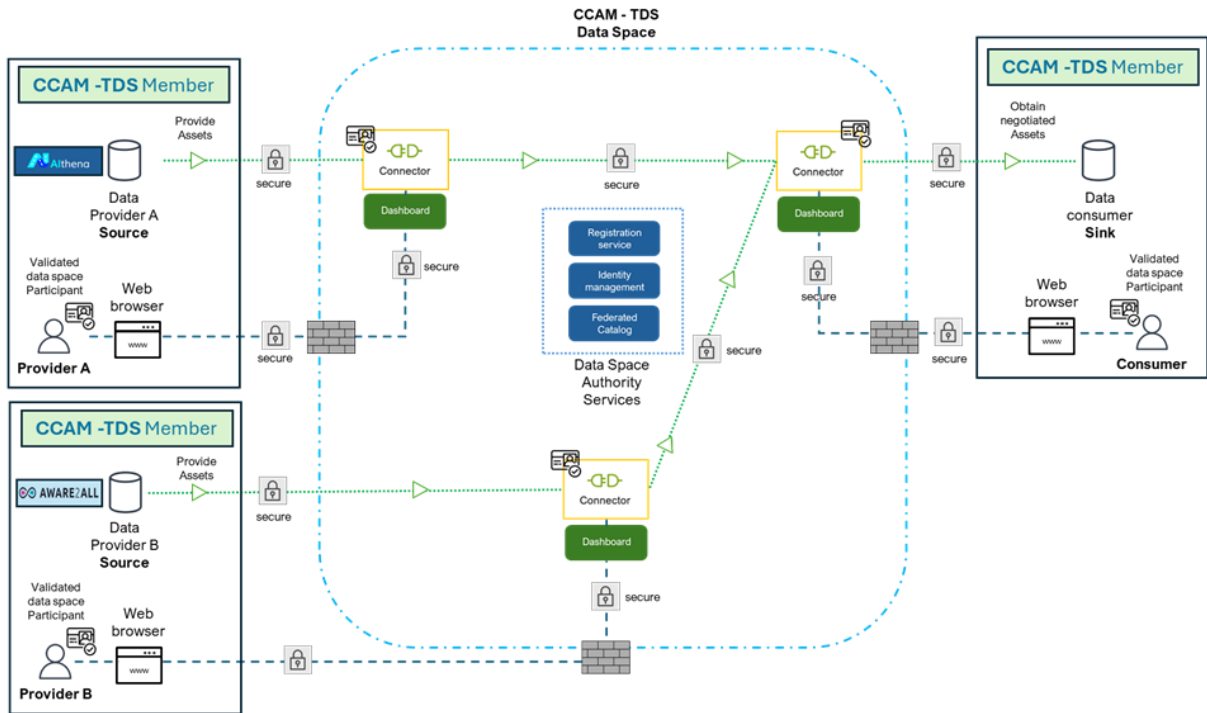 CCAM - TDS
Data Space
CCAM -TDS Member
Provide
Assets
AIthena
secure
Data
Provider A
Source
Validated
data space
Participant
Web
browser
www
secure
Provider A
Connector
Dashboard
secure
secure
Registration
service
Identity
management
Federated
Catalog
Data Space
Authority
Services
secure
Connector
Dashboard
secure
CCAM -TDS Member
Obtain
negotiated
Assets
secure
Data
consumer
Sink
Validated
data space
Participant
Web
browser
www
secure
Consumer
CCAM -TDS Member
Provide
Assets
AWARE2ALL
secure
Data
Provider B
Source
Validated
data space
Participant
Web
browser
www
Provider B
Connector
Dashboard
secure